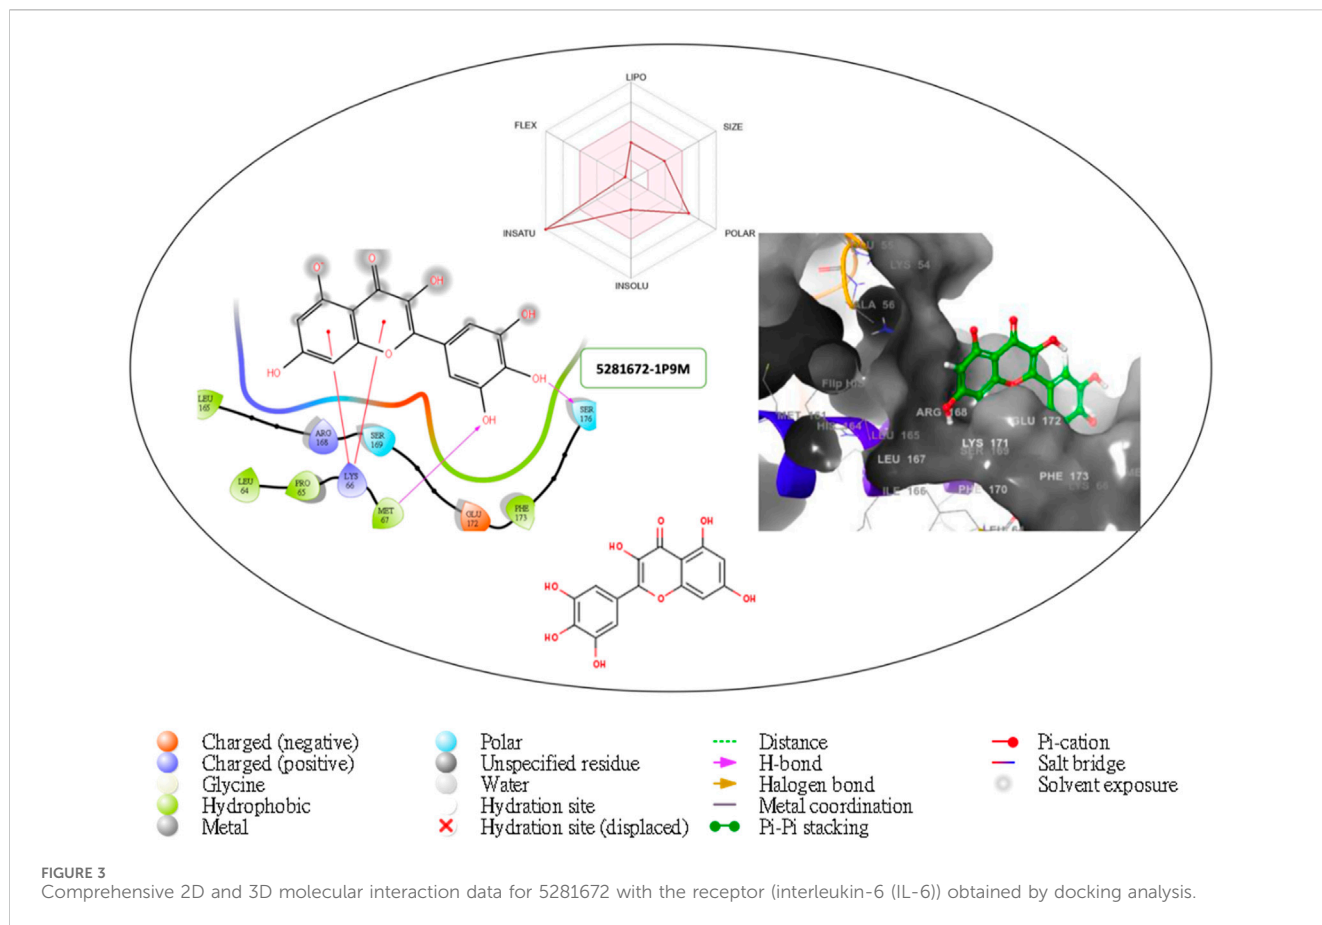 LIPO
FLEX
SIZE
INSATU
POLAR
INSOLU
O
O
OH
OH
O
HO
OH
OH
5281672-1P9M
LEU
165
ARG
168
SER
169
SER
176
LEU
64
PRO
65
LYS
66
MET
67
GLU
172
PHE
173
LYS 54
ALA 56
Flip
ARG 168
GLU 172
MET
LEU 165
LYS 171
SER 169
LEU 167
PHE 173
ILE 166
PHE 170
LYS 66
O
OH
HO
HO
O
OH
HO
OH
Charged (negative)
Charged (positive)
Glycine
Hydrophobic
Metal
Polar
Unspecified residue
Water
Hydration site
Hydration site (displaced)
Distance
H-bond
Halogen bond
Metal coordination
Pi-Pi stacking
Pi-cation
Salt bridge
Solvent exposure
FIGURE 3
Comprehensive 2D and 3D molecular interaction data for 5281672 with the receptor (interleukin-6 (IL-6)) obtained by docking analysis.